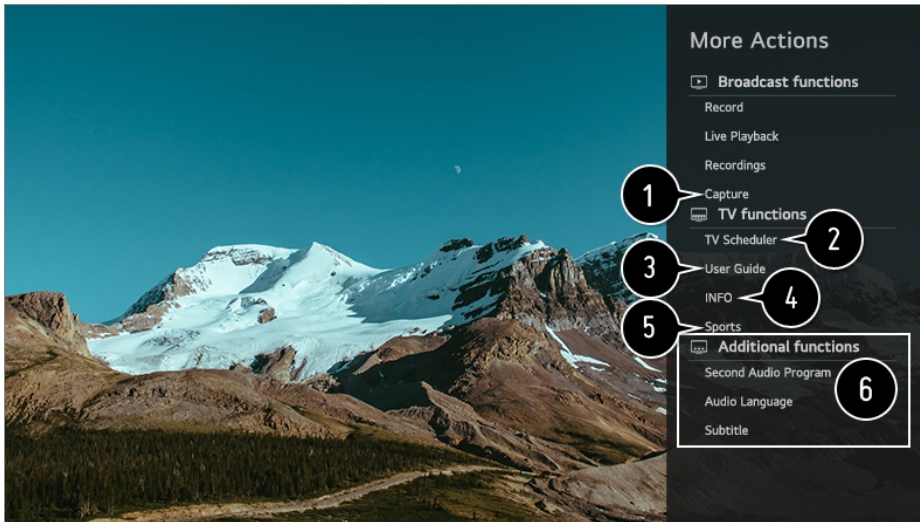 More Actions
Broadcast functions
Record
Live Playback
Recordings
1
Capture
TV functions
TV Scheduler
2
3
User Guide
INFO
4
5
Sports
Additional functions
Second Audio Program
6
Audio Language
Subtitle